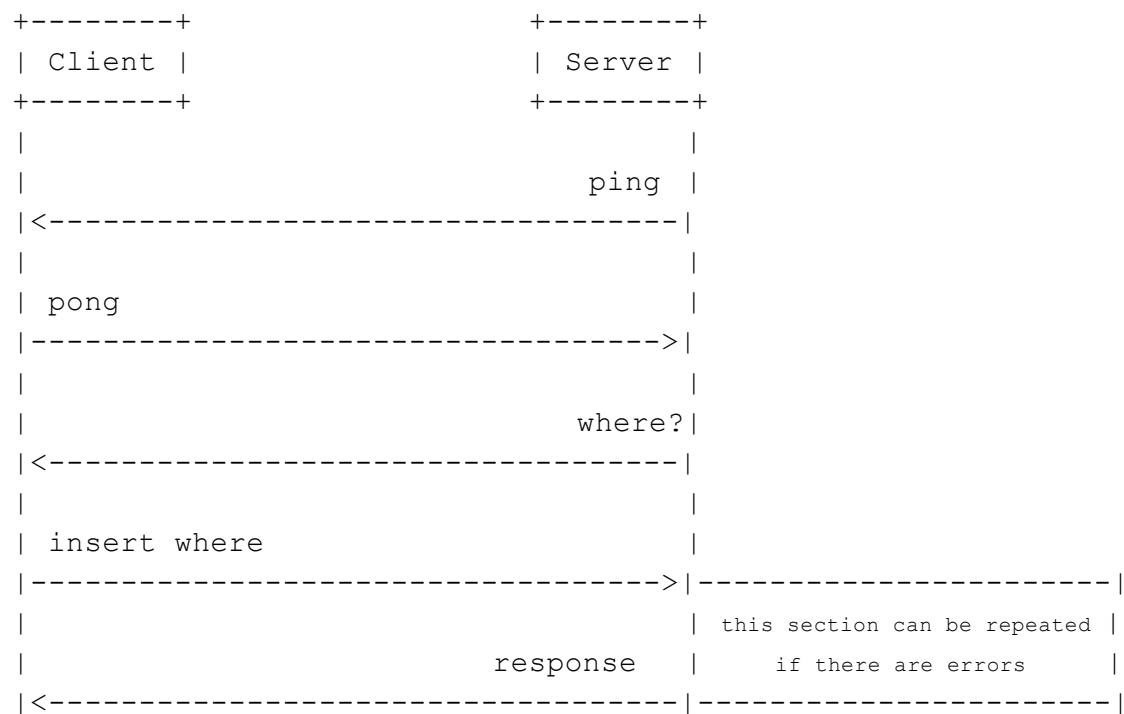 +--------+ +--------+
| Client | | Server |
+--------+ +--------+
| |
| ping |
|<-----------------------------------|
| |
| pong |
|----------------------------------->|
| |
| where?|
|<-----------------------------------|
| |
| insert where |
|----------------------------------->|-----------------------|
| | this section can be repeated |
| response | if there are errors |
|<-----------------------------------|-----------------------|